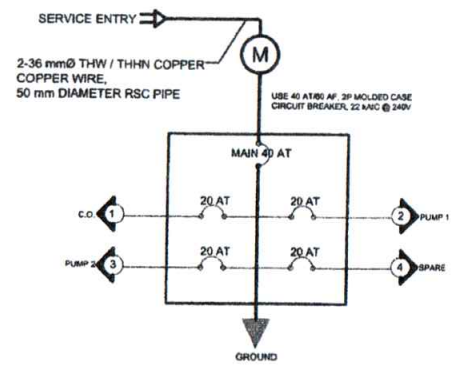 SERVICE ENTRY
M
2-36 mmØ THW / THHN COPPER
COPPER WIRE,
50 mm DIAMETER RSC PIPE
USE 40 AT/60 AF, 2P MOLDED CASE
CIRCUIT BREAKER, 22 kAIC @ 240V
MAIN 40 AT
20 AT
20 AT
C.O. 1
2 PUMP 1
20 AT
20 AT
PUMP 2 3
4 SPARE
GROUND